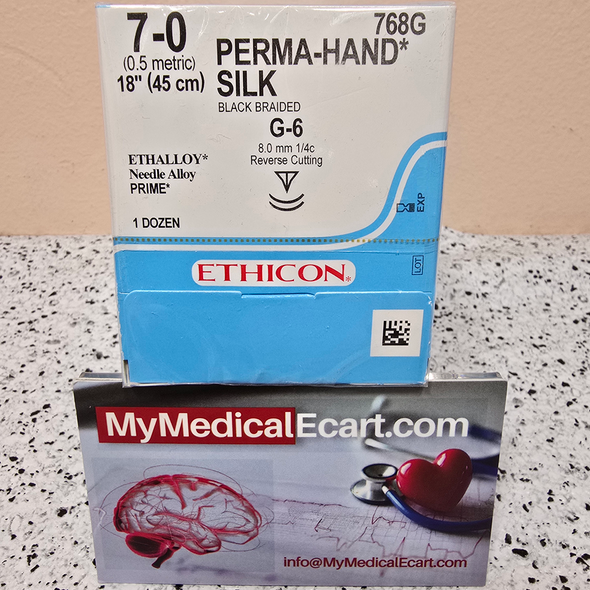 7-0
(0.5 metric)
18" (45 cm)
768G
PERMA-HAND*
SILK
BLACK BRAIDED
G-6
8.0 mm 1/4c
Reverse Cutting
ETHALLOY*
Needle Alloy
PRIME*
1 DOZEN
EXP
LOT
ETHICON*
MyMedicalEcart.com
info@MyMedicalEcart.com